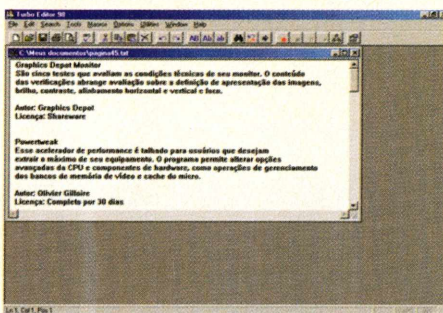 Turbo Editor 98
File Edit Search Tools Macros Options Utilities Window Help
C:\Meus documentos\pagina45.txt
Graphics Depot Monitor
São cinco testes que avaliam as condições técnicas de seu monitor. O conteúdo
das verificações abrange avaliação sobre a definição de apresentação das imagens,
brilho, contraste, alinhamento horizontal e vertical e foco.
Autor: Graphics Depot
Licença: Shareware
Powertweak
Esse acelerador de performance é talhado para usuários que desejam
extrair o máximo de seu equipamento. O programa permite alterar opções
avançadas da CPU e componentes de hardware, como operações de gerenciamento
dos bancos de memória de vídeo e cache do micro.
Autor: Olivier Gillaire
Licença: Completo por 30 dias
Ln 1, Col 1, Pos 1